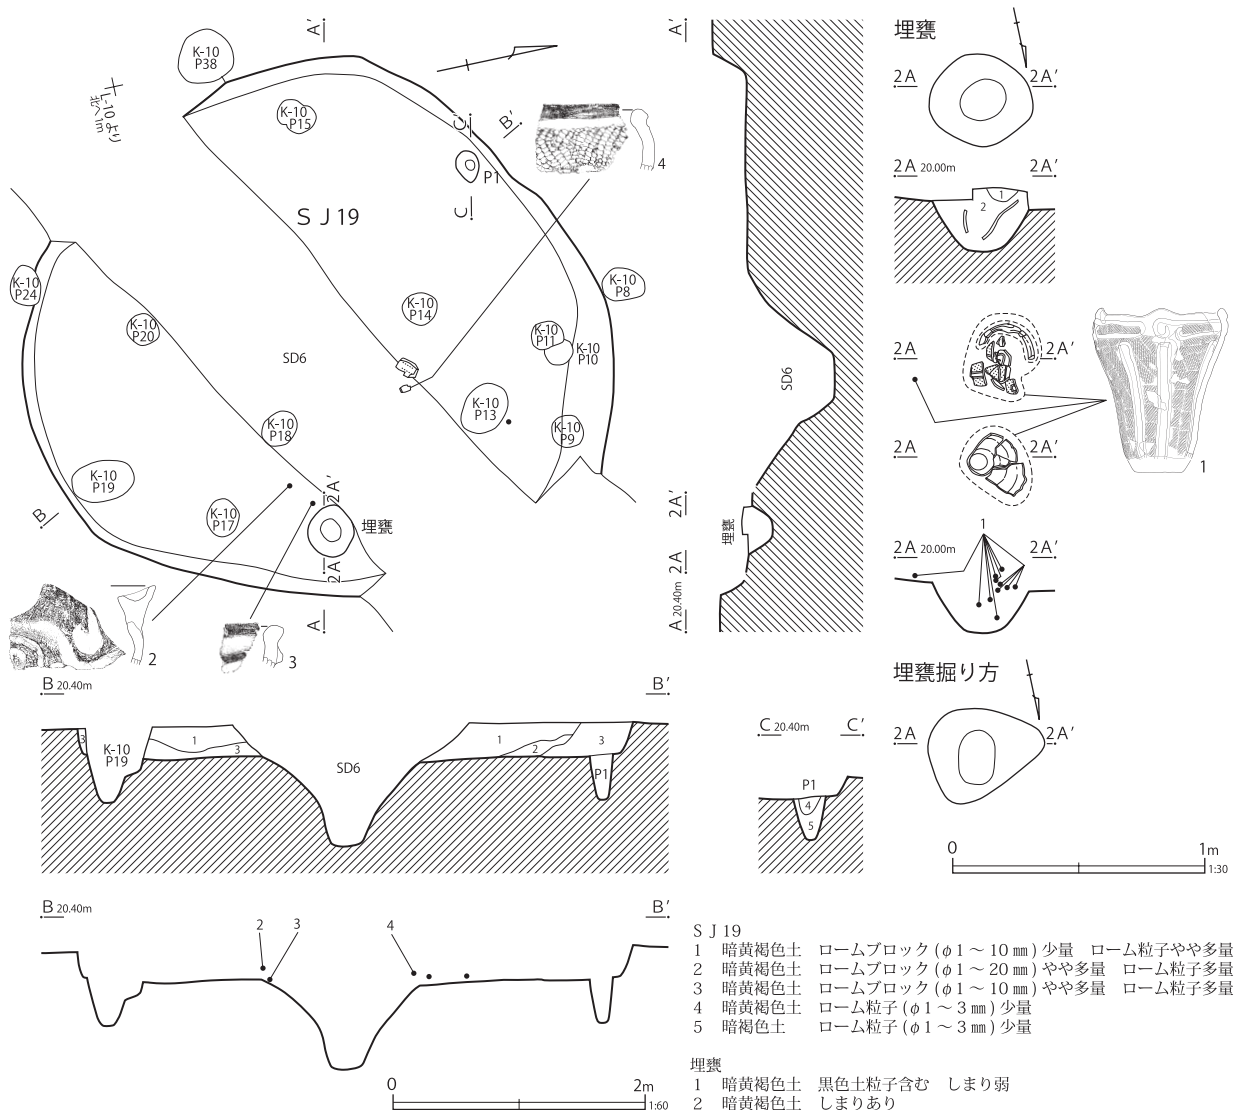 A'
K-10
P38
L-10より
北へ1m
K-10
P15
C'
B'
4
P1
C
S J 19
K-10
P24
K-10
P20
K-10
P14
K-10
P8
K-10
P11
K-10
P10
SD6
K-10
P13
K-10
P18
K-10
P9
K-10
P19
K-10
P17
B
2A'
埋甕
2A
A
2
3
A'
SD6
2A'
埋甕
2A
A 20.40m
埋甕
2A 2A'
2A 20.00m 2A'
1
2
2A 2A'
2A 2A'
1
1
2A 20.00m 2A'
埋甕掘り方
2A 2A'
0 1m
1:30
B 20.40m B'
3
K-10
P19
1
3
SD6
1
2
3
P1
C 20.40m C'
P1
4
5
B 20.40m B'
2 3 4
0 2m
1:60
S J 19
1 暗黄褐色土 ロームブロック(φ1～10㎜)少量 ローム粒子やや多量
2 暗黄褐色土 ロームブロック(φ1～20㎜)やや多量 ローム粒子多量
3 暗黄褐色土 ロームブロック(φ1～10㎜)やや多量 ローム粒子多量
4 暗黄褐色土 ローム粒子(φ1～3㎜)少量
5 暗褐色土 ローム粒子(φ1～3㎜)少量
埋甕
1 暗黄褐色土 黒色土粒子含む しまり弱
2 暗黄褐色土 しまりあり